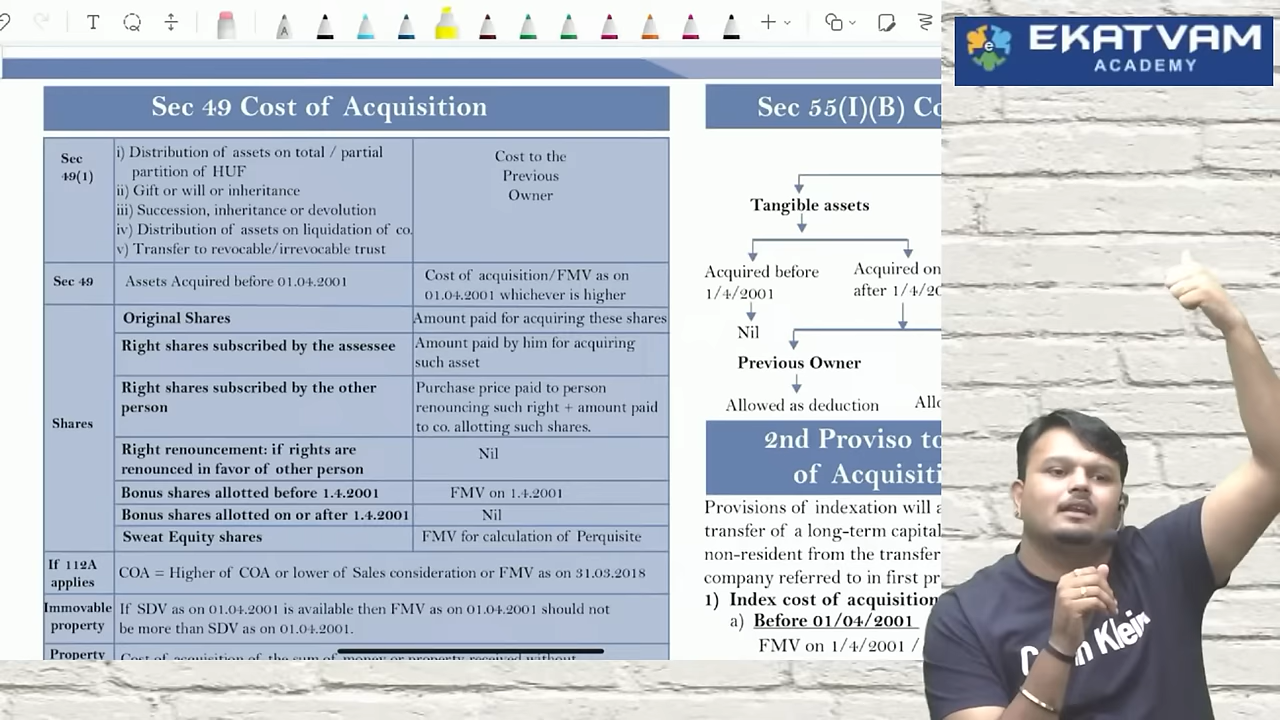 EKATVAM
ACADEMY
Sec 49 Cost of Acquisition
Sec
49(1)
i) Distribution of assets on total / partial
partition of HUF
ii) Gift or will or inheritance
iii) Succession, inheritance or devolution
iv) Distribution of assets on liquidation of co.
v) Transfer to revocable/irrevocable trust
Cost to the
Previous
Owner
Sec 49
Assets Acquired before 01.04.2001
Cost of acquisition/FMV as on
01.04.2001 whichever is higher
Shares
Original Shares
Amount paid for acquiring these shares
Right shares subscribed by the assessee
Amount paid by him for acquiring
such asset
Right shares subscribed by the other
person
Purchase price paid to person
renouncing such right + amount paid
to co. allotting such shares.
Right renouncement: if rights are
renounced in favor of other person
Nil
Bonus shares allotted before 1.4.2001
FMV on 1.4.2001
Bonus shares allotted on or after 1.4.2001
Nil
Sweat Equity shares
FMV for calculation of Perquisite
If 112A
applies
COA = Higher of COA or lower of Sales consideration or FMV as on 31.03.2018
Immovable
property
If SDV as on 01.04.2001 is available then FMV as on 01.04.2001 should not
be more than SDV as on 01.04.2001.
Property
Cost of acquisition of the sum of money or property received without
Sec 55(I)(B) Co
Tangible assets
Acquired before
1/4/2001
Acquired on
after 1/4/20
Nil
Previous Owner
Allowed as deduction
Allo
2nd Proviso to
of Acquisiti
Provisions of indexation will a
transfer of a long-term capital
non-resident from the transfer
company referred to in first pr
1) Index cost of acquisition
a) Before 01/04/2001
FMV on 1/4/2001 /